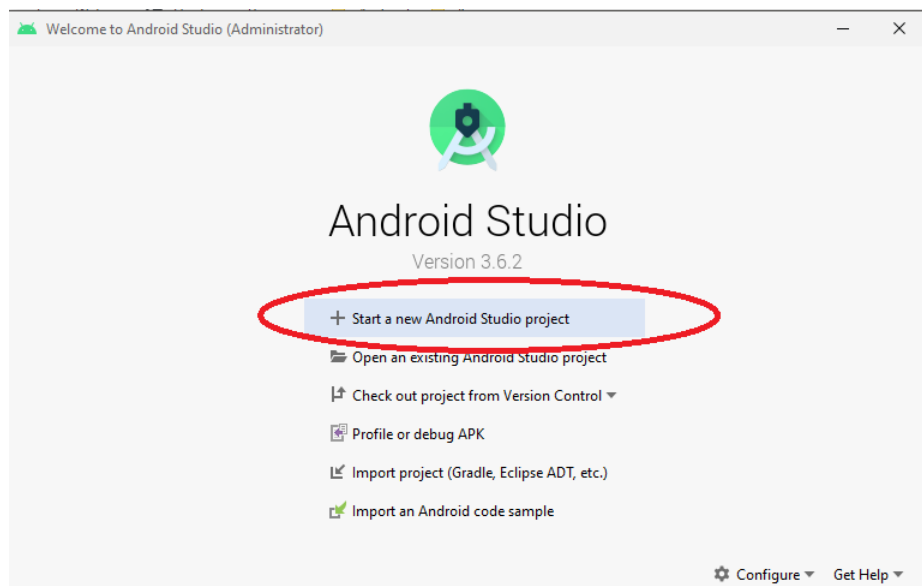 Welcome to Android Studio (Administrator)
Android Studio
Version 3.6.2
Start a new Android Studio project
Open an existing Android Studio project
Check out project from Version Control
Profile or debug APK
Import project (Gradle, Eclipse ADT, etc.)
Import an Android code sample
Configure Get Help